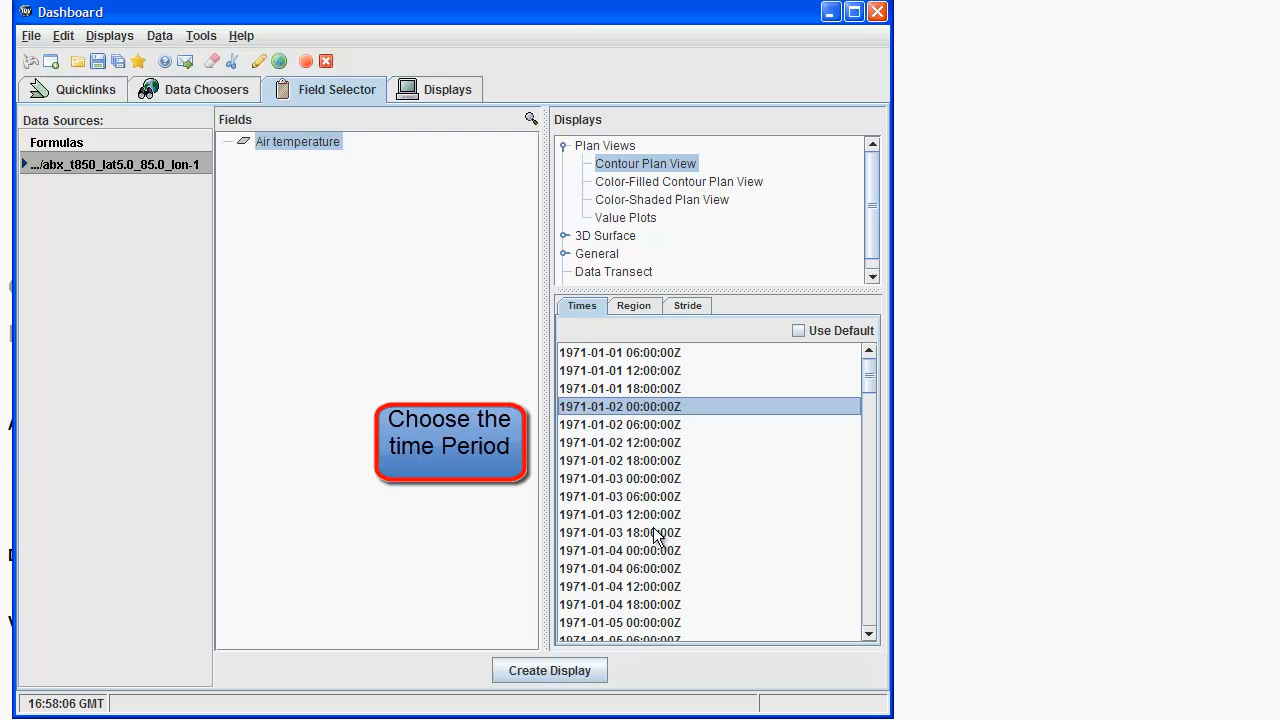 Dashboard
File Edit Displays Data Tools Help
Quicklinks Data Choosers Field Selector Displays
Data Sources:
Formulas
.../abx_t850_lat5.0_85.0_lon-1
Fields
Air temperature
Choose the
time Period
Displays
Plan Views
Contour Plan View
Color-Filled Contour Plan View
Color-Shaded Plan View
Value Plots
3D Surface
General
Data Transect
Times Region Stride
Use Default
1971-01-01 06:00:00Z
1971-01-01 12:00:00Z
1971-01-01 18:00:00Z
1971-01-02 00:00:00Z
1971-01-02 06:00:00Z
1971-01-02 12:00:00Z
1971-01-02 18:00:00Z
1971-01-03 00:00:00Z
1971-01-03 06:00:00Z
1971-01-03 12:00:00Z
1971-01-03 18:00:00Z
1971-01-04 00:00:00Z
1971-01-04 06:00:00Z
1971-01-04 12:00:00Z
1971-01-04 18:00:00Z
1971-01-05 00:00:00Z
1971-01-05 06:00:00Z
Create Display
16:58:06 GMT